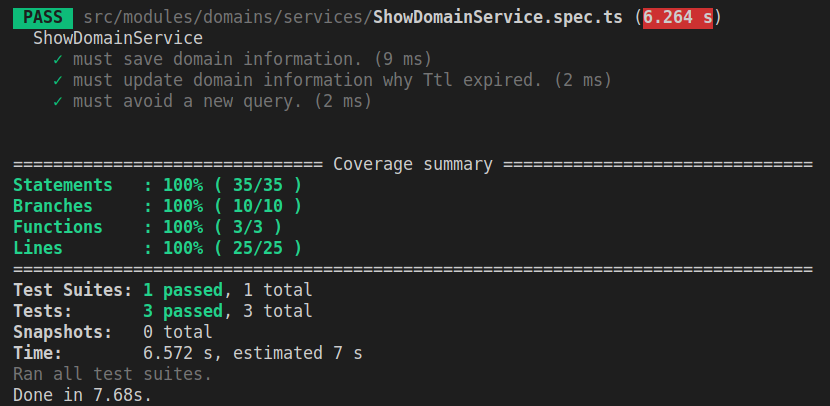 PASS src/modules/domains/services/ShowDomainService.spec.ts (6.264 s)
ShowDomainService
✓ must save domain information. (9 ms)
✓ must update domain information why Ttl expired. (2 ms)
✓ must avoid a new query. (2 ms)
=============================== Coverage summary ===============================
Statements   : 100% ( 35/35 )
Branches     : 100% ( 10/10 )
Functions    : 100% ( 3/3 )
Lines        : 100% ( 25/25 )
================================================================================
Test Suites: 1 passed, 1 total
Tests:       3 passed, 3 total
Snapshots:   0 total
Time:        6.572 s, estimated 7 s
Ran all test suites.
Done in 7.68s.